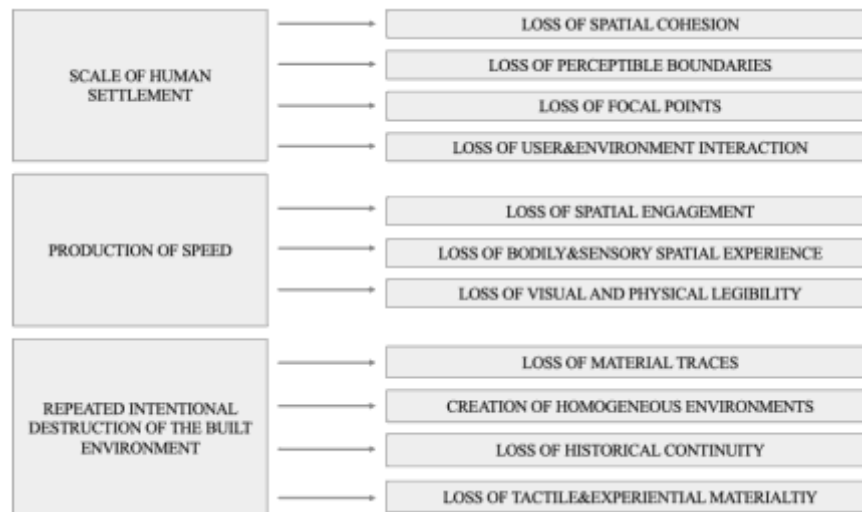 SCALE OF HUMAN
SETTLEMENT
LOSS OF SPATIAL COHESION
LOSS OF PERCEPTIBLE BOUNDARIES
LOSS OF FOCAL POINTS
LOSS OF USER&ENVIRONMENT INTERACTION
PRODUCTION OF SPEED
LOSS OF SPATIAL ENGAGEMENT
LOSS OF BODILY&SENSORY SPATIAL EXPERIENCE
LOSS OF VISUAL AND PHYSICAL LEGIBILITY
REPEATED INTENTIONAL
DESTRUCTION OF THE BUILT
ENVIRONMENT
LOSS OF MATERIAL TRACES
CREATION OF HOMOGENEOUS ENVIRONMENTS
LOSS OF HISTORICAL CONTINUITY
LOSS OF TACTILE&EXPERIENTIAL MATERIALTIY